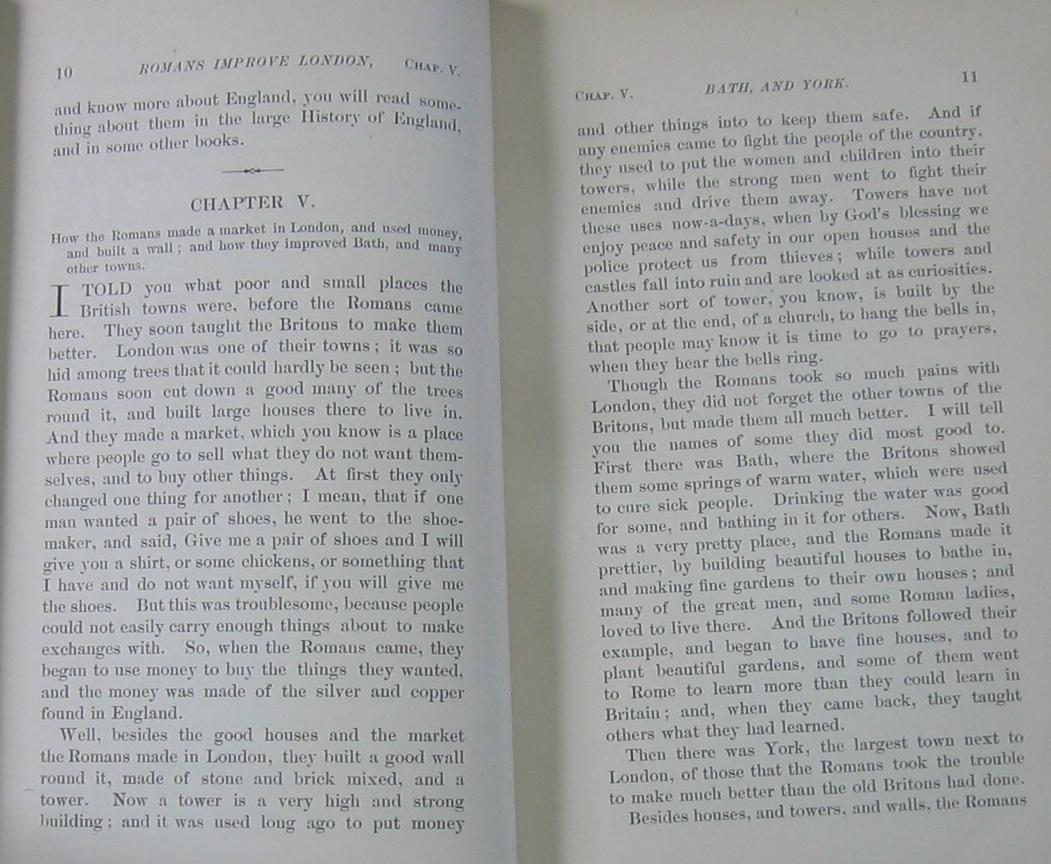 10 ROMANS IMPROVE LONDON, CHAP. V.
and know more about England, you will read some-
thing about them in the large History of England,
and in some other books.
CHAPTER V.
How the Romans made a market in London, and used money,
and built a wall; and how they improved Bath, and many
other towns.
I TOLD you what poor and small places the
British towns were, before the Romans came
here. They soon taught the Britons to make them
better. London was one of their towns; it was so
hid among trees that it could hardly be seen; but the
Romans soon cut down a good many of the trees
round it, and built large houses there to live in.
And they made a market, which you know is a place
where people go to sell what they do not want them-
selves, and to buy other things. At first they only
changed one thing for another; I mean, that if one
man wanted a pair of shoes, he went to the shoe-
maker, and said, Give me a pair of shoes and I will
give you a shirt, or some chickens, or something that
I have and do not want myself, if you will give me
the shoes. But this was troublesome, because people
could not easily carry enough things about to make
exchanges with. So, when the Romans came, they
began to use money to buy the things they wanted,
and the money was made of the silver and copper
found in England.
Well, besides the good houses and the market
the Romans made in London, they built a good wall
round it, made of stone and brick mixed, and a
tower. Now a tower is a very high and strong
building; and it was used long ago to put money
CHAP. V. BATH, AND YORK. 11
and other things into to keep them safe. And if
any enemies came to fight the people of the country,
they used to put the women and children into their
towers, while the strong men went to fight their
enemies and drive them away. Towers have not
these uses now-a-days, when by God's blessing we
enjoy peace and safety in our open houses and the
police protect us from thieves; while towers and
castles fall into ruin and are looked at as curiosities.
Another sort of tower, you know, is built by the
side, or at the end, of a church, to hang the bells in,
that people may know it is time to go to prayers,
when they hear the bells ring.
Though the Romans took so much pains with
London, they did not forget the other towns of the
Britons, but made them all much better. I will tell
you the names of some they did most good to.
First there was Bath, where the Britons showed
them some springs of warm water, which were used
to cure sick people. Drinking the water was good
for some, and bathing in it for others. Now, Bath
was a very pretty place, and the Romans made it
prettier, by building beautiful houses to bathe in,
and making fine gardens to their own houses; and
many of the great men, and some Roman ladies,
loved to live there. And the Britons followed their
example, and began to have fine houses, and to
plant beautiful gardens, and some of them went
to Rome to learn more than they could learn in
Britain; and, when they came back, they taught
others what they had learned.
Then there was York, the largest town next to
London, of those that the Romans took the trouble
to make much better than the old Britons had done.
Besides houses, and towers, and walls, the Romans